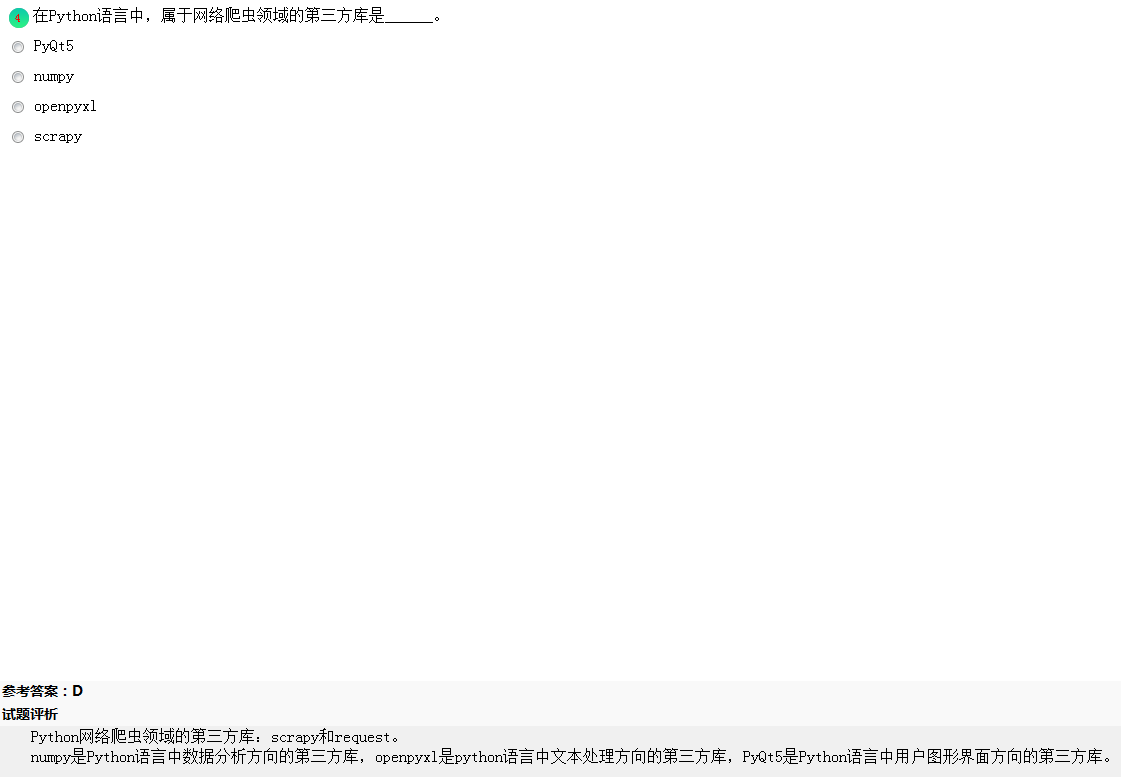 4 在Python语言中，属于网络爬虫领域的第三方库是______。
PyQt5
numpy
openpyxl
scrapy
参考答案：D
试题评析
Python网络爬虫领域的第三方库：scrapy和request。
numpy是Python语言中数据分析方向的第三方库，openpyxl是python语言中文本处理方向的第三方库，PyQt5是Python语言中用户图形界面方向的第三方库。